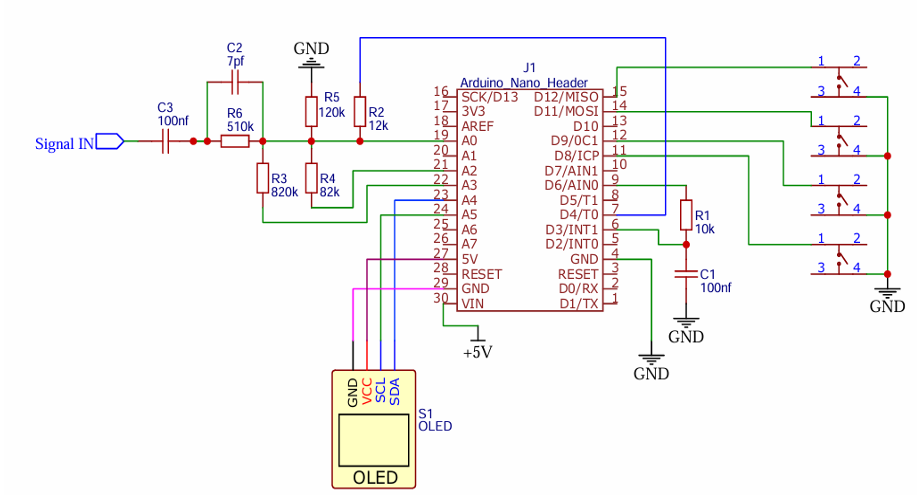 C2
7pf
GND
J1
Arduino_Nano_Header
C3
100nf
R6
510k
R5
120k
R2
12k
Signal IN
R3
820k
R4
82k
16 SCK/D13 D12/MISO 15
17 3V3 D11/MOSI 14
18 AREF D10 13
19 A0 D9/0C1 12
20 A1 D8/ICP 11
21 A2 D7/AIN1 10
22 A3 D6/AIN0 9
23 A4 D5/T1 8
24 A5 D4/T0 7
25 A6 D3/INT1 6
26 A7 D2/INT0 5
27 5V GND 4
28 RESET RESET 3
29 GND D0/RX 2
30 VIN D1/TX 1
1 2
3 4
1 2
3 4
1 2
3 4
1 2
3 4
GND
R1
10k
C1
100nf
GND
GND
+5V
GND
VCC
SCL
SDA
S1
OLED
OLED